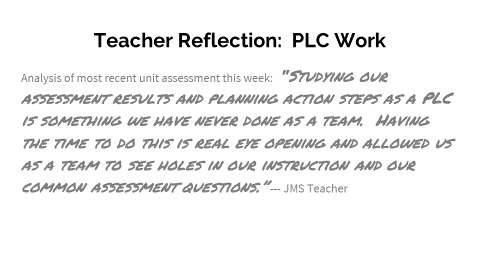 Teacher Reflection:  PLC Work
Analysis of most recent unit assessment this week:  "Studying our
assessment results and planning action steps as a PLC
is something we have never done as a team.  Having
the time to do this is real eye opening and allowed us
as a team to see holes in our instruction and our
common assessment questions."--- JMS Teacher